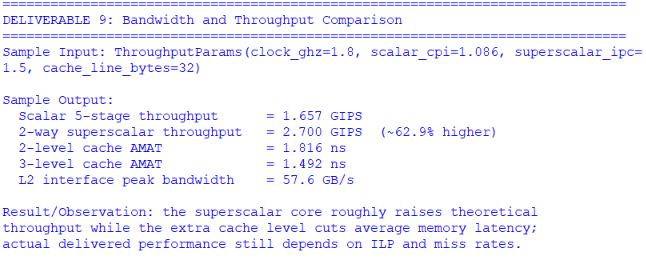 ================================================================================
DELIVERABLE 9: Bandwidth and Throughput Comparison
================================================================================
Sample Input: ThroughputParams(clock_ghz=1.8, scalar_cpi=1.086, superscalar_ipc=
1.5, cache_line_bytes=32)
Sample Output:
Scalar 5-stage throughput = 1.657 GIPS
2-way superscalar throughput = 2.700 GIPS (~62.9% higher)
2-level cache AMAT = 1.816 ns
3-level cache AMAT = 1.492 ns
L2 interface peak bandwidth = 57.6 GB/s
Result/Observation: the superscalar core roughly raises theoretical
throughput while the extra cache level cuts average memory latency;
actual delivered performance still depends on ILP and miss rates.